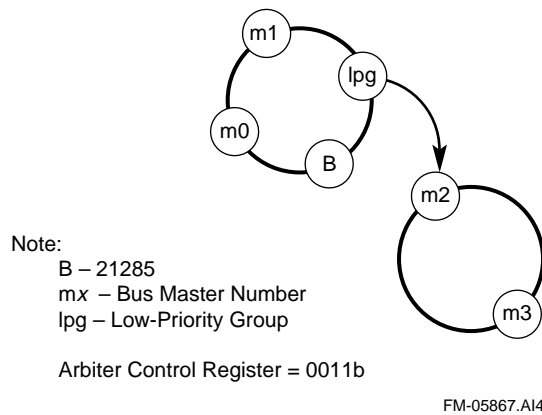 m1
lpg
m0
B
m2
m3
Note:
B – 21285
mx – Bus Master Number
lpg – Low-Priority Group
Arbiter Control Register = 0011b
FM-05867.AI4